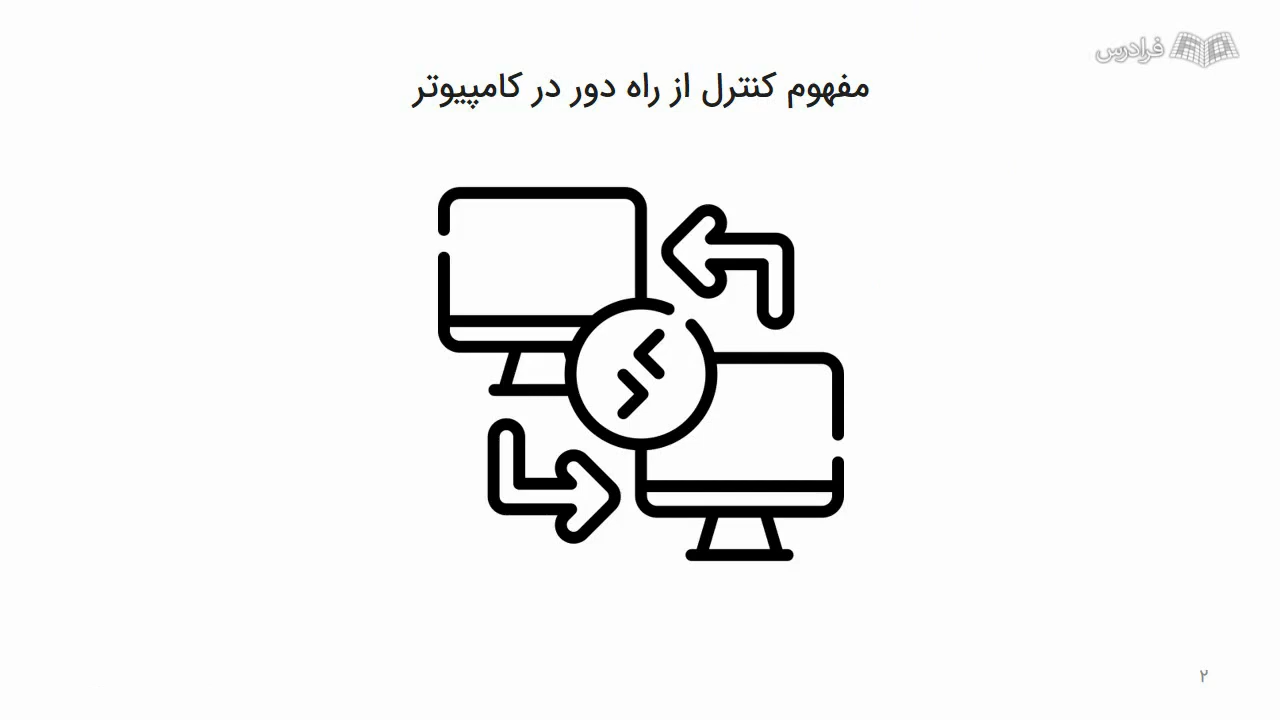 فرادرس
مفهوم کنترل از راه دور در کامپیوتر
۲